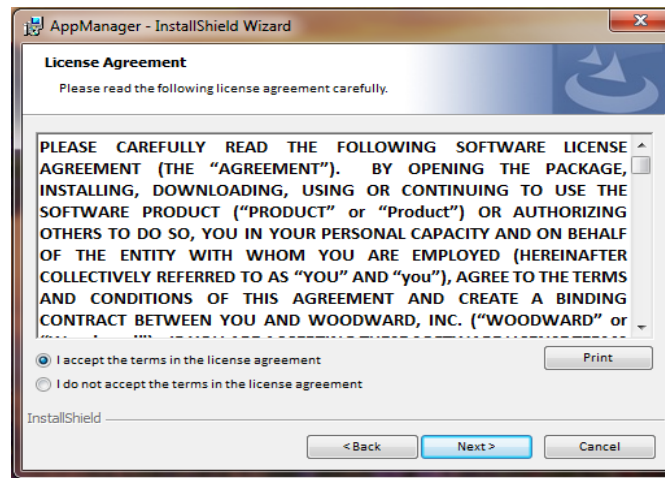 AppManager - InstallShield Wizard
License Agreement
Please read the following license agreement carefully.
PLEASE CAREFULLY READ THE FOLLOWING SOFTWARE LICENSE
AGREEMENT (THE “AGREEMENT”). BY OPENING THE PACKAGE,
INSTALLING, DOWNLOADING, USING OR CONTINUING TO USE THE
SOFTWARE PRODUCT (“PRODUCT” or “Product”) OR AUTHORIZING
OTHERS TO DO SO, YOU IN YOUR PERSONAL CAPACITY AND ON BEHALF
OF THE ENTITY WITH WHOM YOU ARE EMPLOYED (HEREINAFTER
COLLECTIVELY REFERRED TO AS “YOU” AND “you”), AGREE TO THE TERMS
AND CONDITIONS OF THIS AGREEMENT AND CREATE A BINDING
CONTRACT BETWEEN YOU AND WOODWARD, INC. (“WOODWARD” or
I accept the terms in the license agreement
Print
I do not accept the terms in the license agreement
InstallShield
< Back
Next >
Cancel